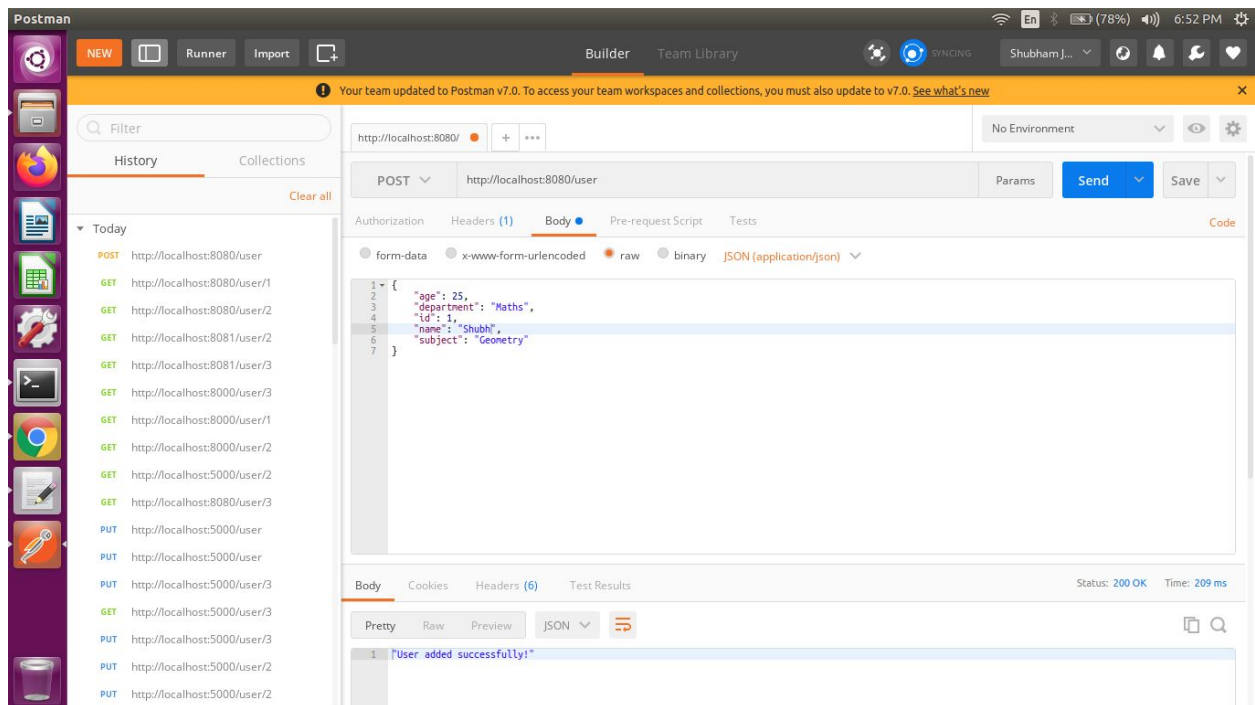 Postman
En (78%) 6:52 PM
NEW Runner Import Builder Team Library SYNCING Shubham J...
Your team updated to Postman v7.0. To access your team workspaces and collections, you must also update to v7.0. See what's new
Filter
History Collections
Clear all
Today
POST http://localhost:8080/user
GET http://localhost:8080/user/1
GET http://localhost:8080/user/2
GET http://localhost:8081/user/2
GET http://localhost:8081/user/3
GET http://localhost:8000/user/3
GET http://localhost:8000/user/1
GET http://localhost:8000/user/2
GET http://localhost:5000/user/2
GET http://localhost:8080/user/3
PUT http://localhost:5000/user
PUT http://localhost:5000/user
PUT http://localhost:5000/user/3
GET http://localhost:5000/user/3
PUT http://localhost:5000/user/3
PUT http://localhost:5000/user/2
PUT http://localhost:5000/user/2
http://localhost:8080/ + •••
No Environment
POST http://localhost:8080/user Params Send Save
Authorization Headers (1) Body Pre-request Script Tests Code
form-data x-www-form-urlencoded raw binary JSON (application/json)
1 {
2 "age": 25,
3 "department": "Maths",
4 "id": 1,
5 "name": "Shubh",
6 "subject": "Geometry"
7 }
Body Cookies Headers (6) Test Results Status: 200 OK Time: 209 ms
Pretty Raw Preview JSON
1 "User added successfully!"